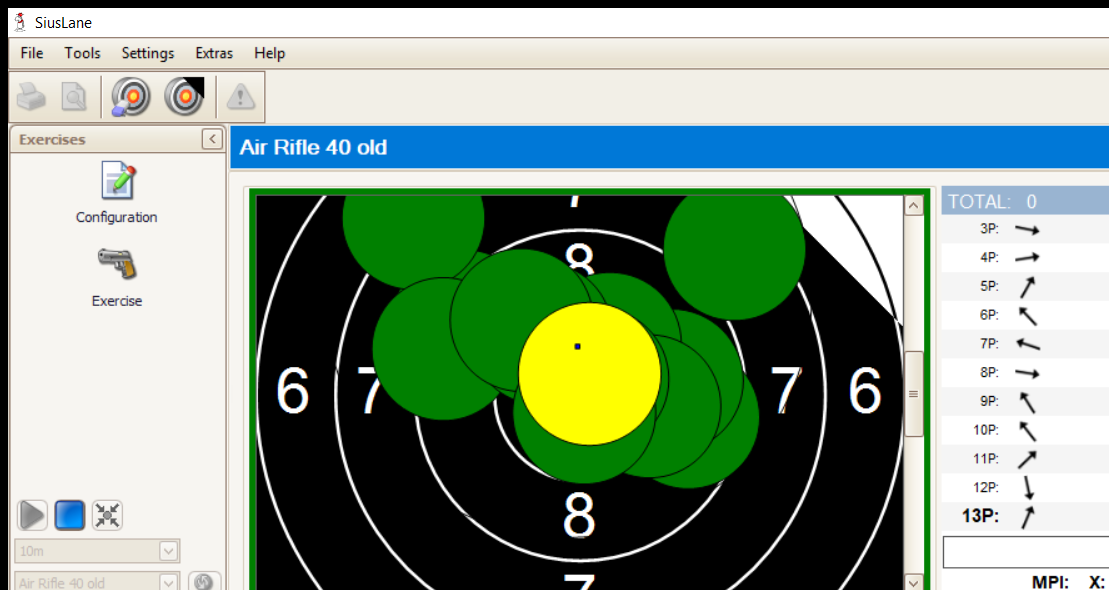 SiusLane
File Tools Settings Extras Help
Exercises
Air Rifle 40 old
Configuration
Exercise
10m
Air Rifle 40 old
7
8
6 7 7 6
8
7
TOTAL: 0
3P:
4P:
5P:
6P:
7P:
8P:
9P:
10P:
11P:
12P:
13P:
MPI: X: